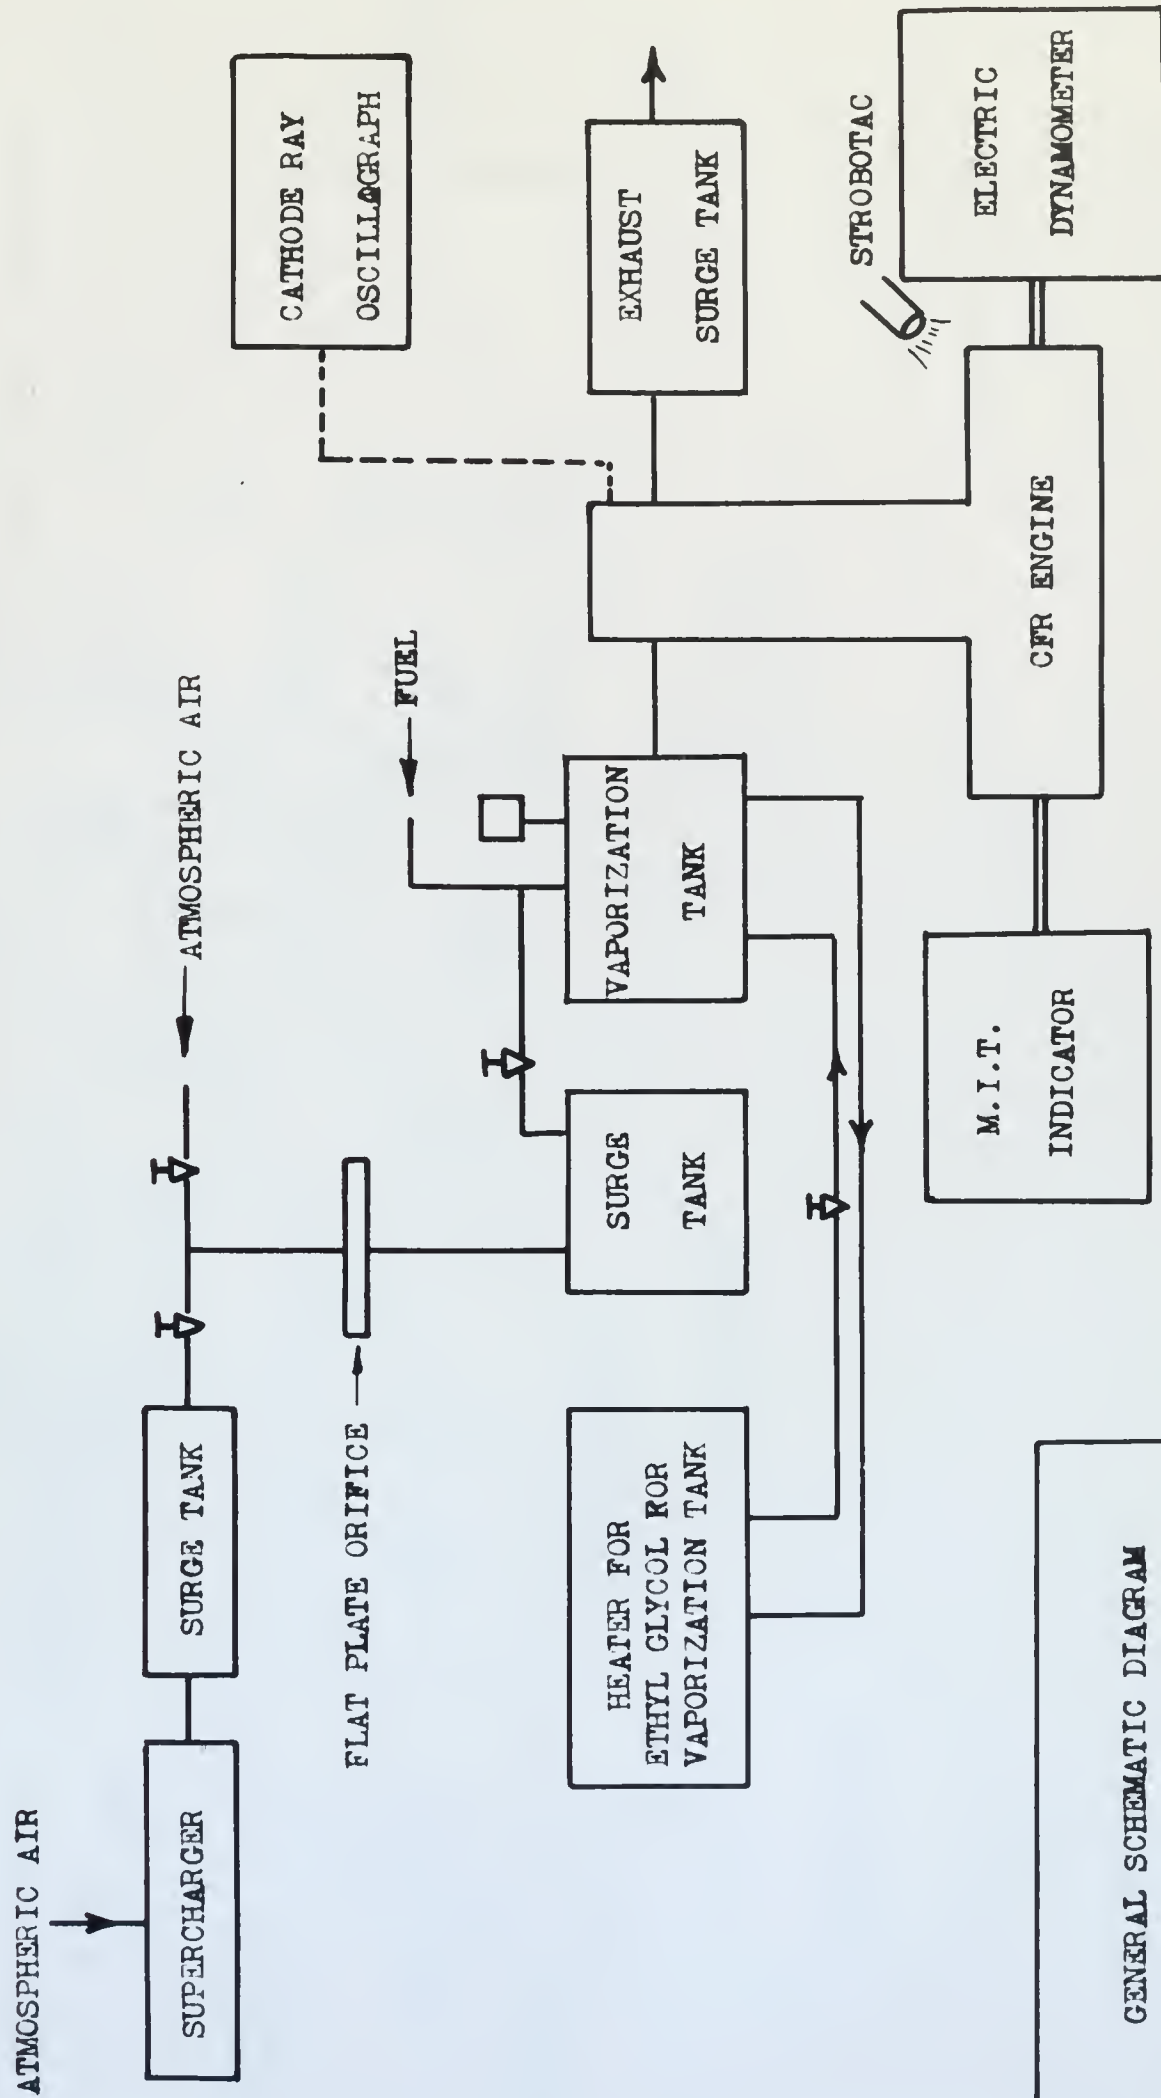 ATMOSPHERIC AIR
SUPERCHARGER
SURGE TANK
ATMOSPHERIC AIR
FLAT PLATE ORIFICE
FUEL
CATHODE RAY
OSCILLOGRAPH
HEATER FOR
ETHYL GLYCOL FOR
VAPORIZATION TANK
SURGE
TANK
VAPORIZATION
TANK
EXHAUST
SURGE TANK
STROBOTAC
M.I.T.
INDICATOR
CFR ENGINE
ELECTRIC
DYNAMOMETER
GENERAL SCHEMATIC DIAGRAM